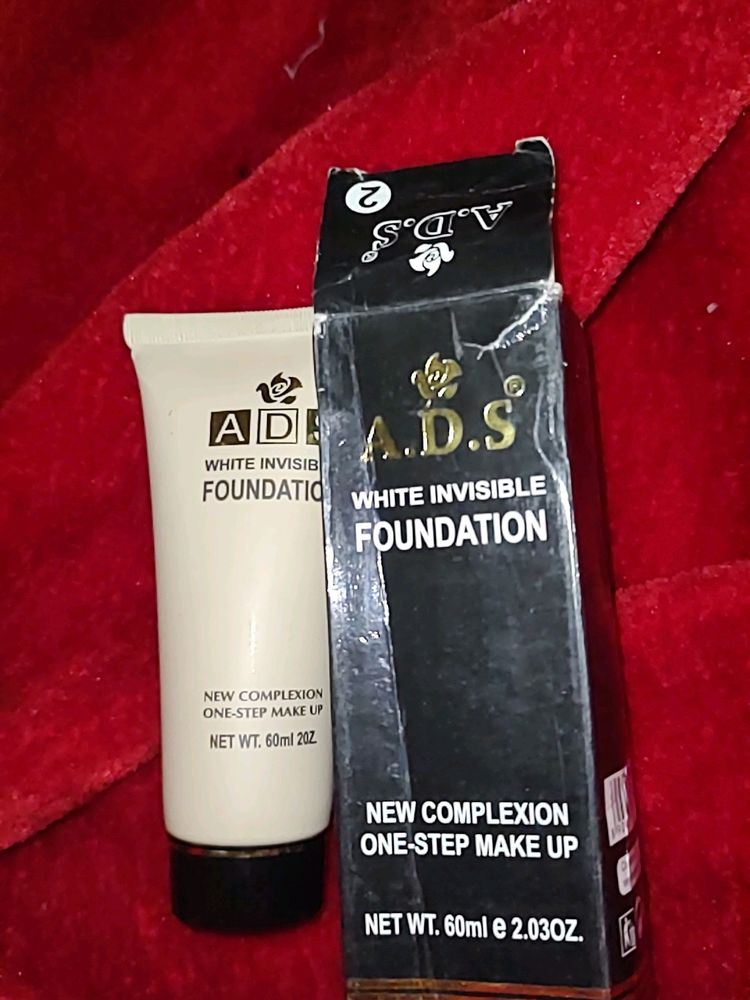 ADS
WHITE INVISIB
FOUNDATIO
NEW COMPLEXION
ONE-STEP MAKE UP
NET WT. 60ml 2OZ.
2
A.D.S®
A.D.S®
WHITE INVISIBLE
FOUNDATION
NEW COMPLEXION
ONE-STEP MAKE UP
NET WT. 60ml e 2.03OZ.